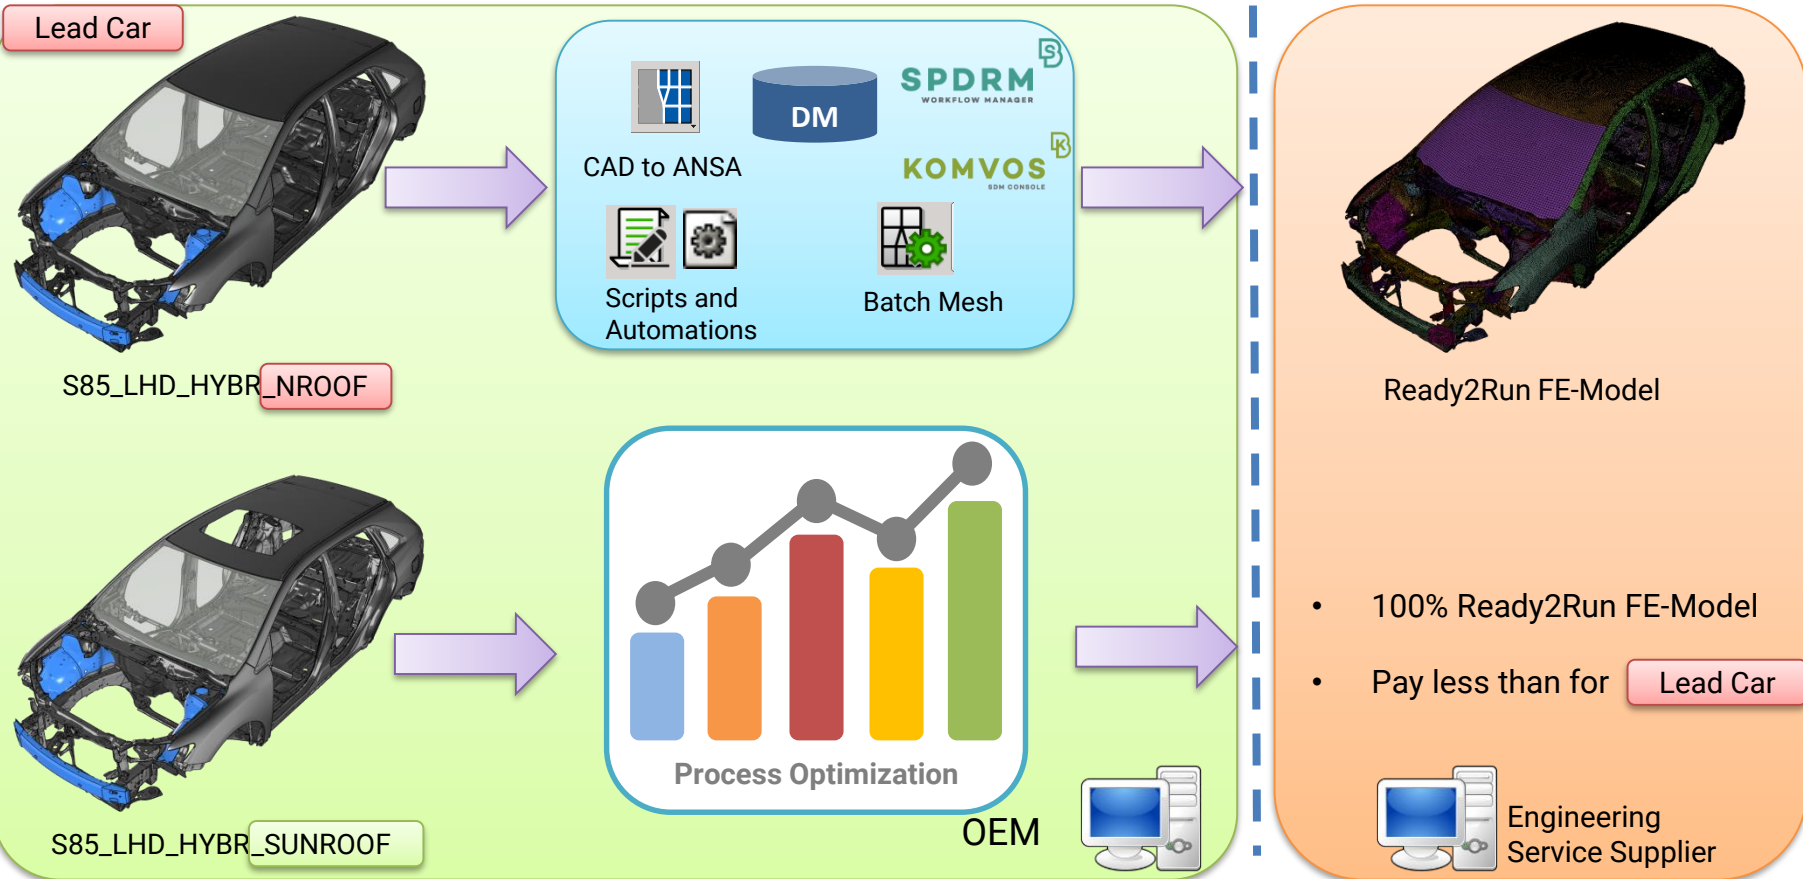 Lead Car
SPDRM
WORKFLOW MANAGER
S
DM
CAD to ANSA
KOMVOS
SDM CONSOLE
K
Scripts and
Automations
Batch Mesh
S85_LHD_HYBR_NROOF
Ready2Run FE-Model
Process Optimization
S85_LHD_HYBR_SUNROOF
OEM
• 100% Ready2Run FE-Model
• Pay less than for Lead Car
Engineering
Service Supplier